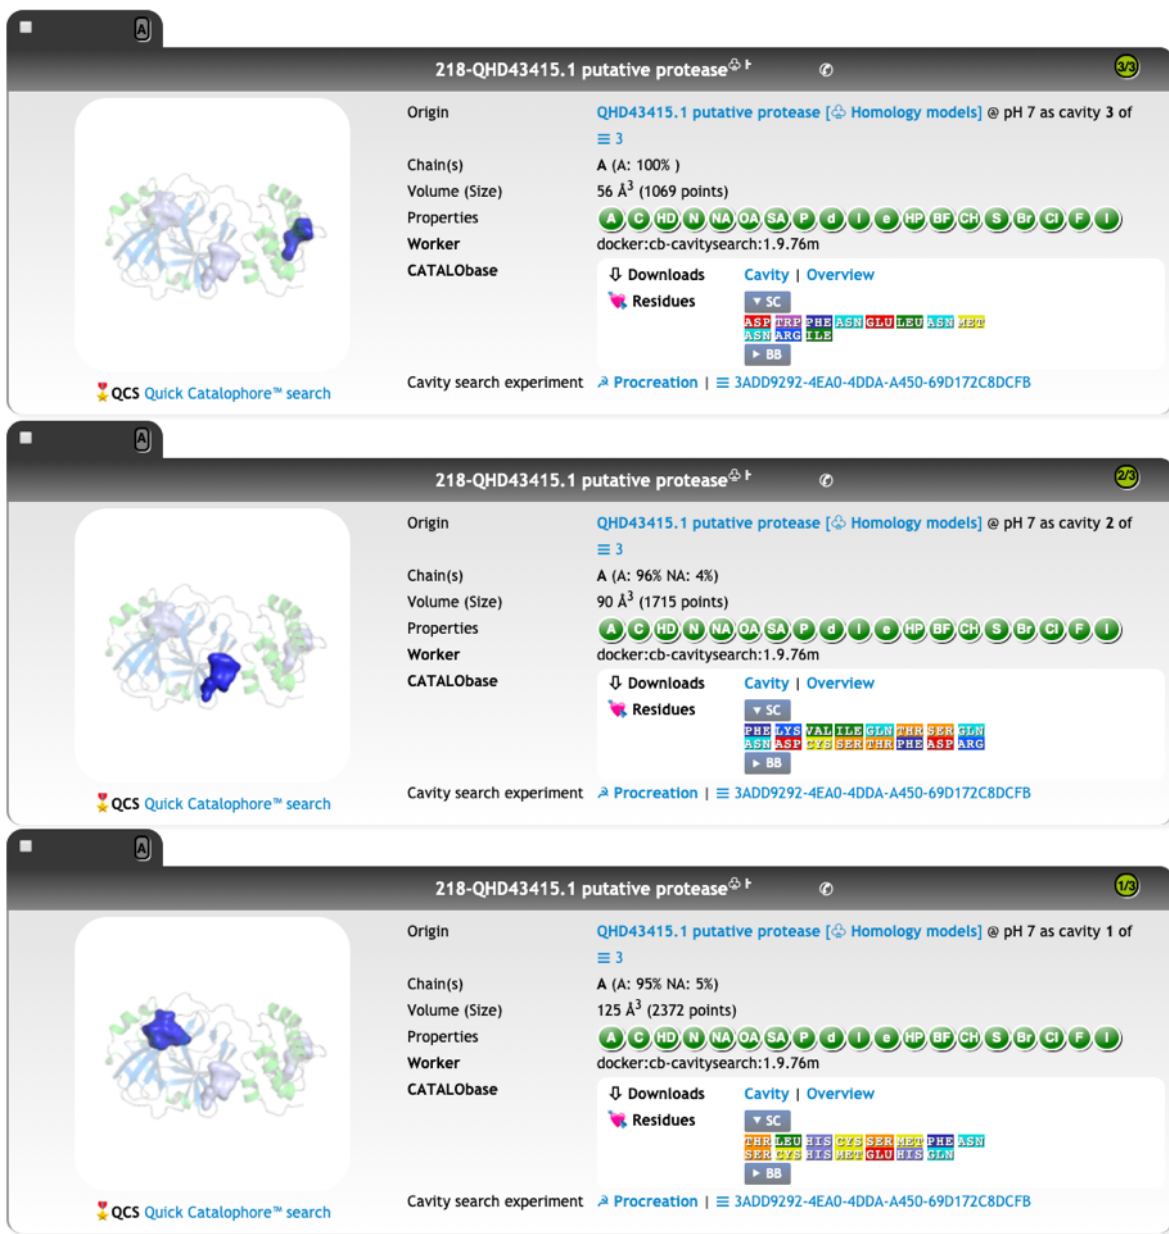 A
218-QHD43415.1 putative protease
3/3
Origin QHD43415.1 putative protease [ Homology models] @ pH 7 as cavity 3 of
3
Chain(s) A (A: 100% )
Volume (Size) 56 Å3 (1069 points)
Properties A C HD N NA OA SA P d I e HP BF CH S Br Cl F I
Worker docker:cb-cavitysearch:1.9.76m
CATALObase Downloads Cavity | Overview
Residues SC
ASP TRP PHE ASN GLU LEU ASN MET
ASN ARG ILE
BB
QCS Quick Catalophore™ search
Cavity search experiment Procreation | 3ADD9292-4EA0-4DDA-A450-69D172C8DCFB
A
218-QHD43415.1 putative protease
2/3
Origin QHD43415.1 putative protease [ Homology models] @ pH 7 as cavity 2 of
3
Chain(s) A (A: 96% NA: 4%)
Volume (Size) 90 Å3 (1715 points)
Properties A C HD N NA OA SA P d I e HP BF CH S Br Cl F I
Worker docker:cb-cavitysearch:1.9.76m
CATALObase Downloads Cavity | Overview
Residues SC
PHE LYS VAL ILE GLN THR SER GLN
ASN ASP CYS SER THR PHE ASP ARG
BB
QCS Quick Catalophore™ search
Cavity search experiment Procreation | 3ADD9292-4EA0-4DDA-A450-69D172C8DCFB
A
218-QHD43415.1 putative protease
1/3
Origin QHD43415.1 putative protease [ Homology models] @ pH 7 as cavity 1 of
3
Chain(s) A (A: 95% NA: 5%)
Volume (Size) 125 Å3 (2372 points)
Properties A C HD N NA OA SA P d I e HP BF CH S Br Cl F I
Worker docker:cb-cavitysearch:1.9.76m
CATALObase Downloads Cavity | Overview
Residues SC
THR LEU HIS CYS SER MET PHE ASN
SER CYS HIS MET GLU HIS GLN
BB
QCS Quick Catalophore™ search
Cavity search experiment Procreation | 3ADD9292-4EA0-4DDA-A450-69D172C8DCFB